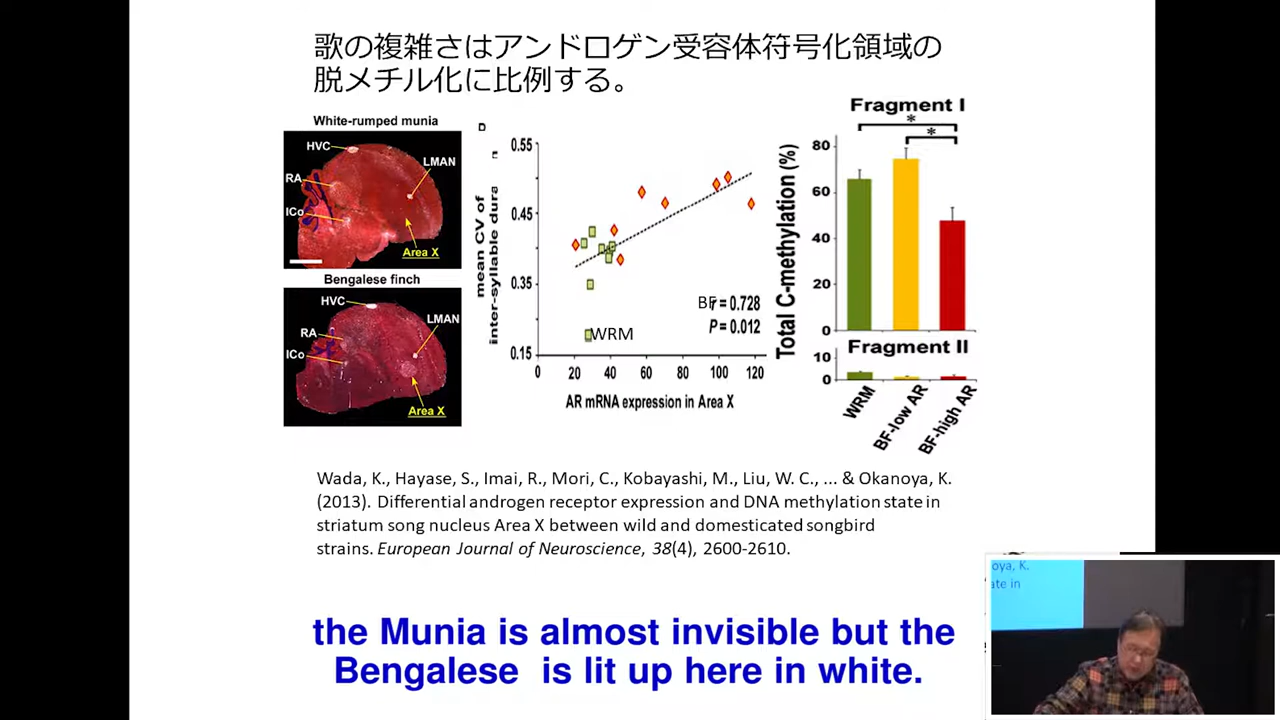 歌の複雑さはアンドロゲン受容体符号化領域の
脱メチル化に比例する。
White-rumped munia
HVC
LMAN
RA
ICo
Area X
Bengalese finch
HVC
LMAN
RA
ICo
Area X
D
mean CV of
inter-syllable dura
0.55
0.45
0.35
0.15
0 20 40 60 80 100 120
AR mRNA expression in Area X
BF
r = 0.728
P = 0.012
WRM
Fragment I
* *
Total C-methylation (%)
80
60
40
20
0
Fragment II
10
0
WRM
BF-low AR
BF-high AR
Wada, K., Hayase, S., Imai, R., Mori, C., Kobayashi, M., Liu, W. C., ... & Okanoya, K.
(2013). Differential androgen receptor expression and DNA methylation state in
striatum song nucleus Area X between wild and domesticated songbird
strains. European Journal of Neuroscience, 38(4), 2600-2610.
oya, K.
ate in
the Munia is almost invisible but the
Bengalese is lit up here in white.